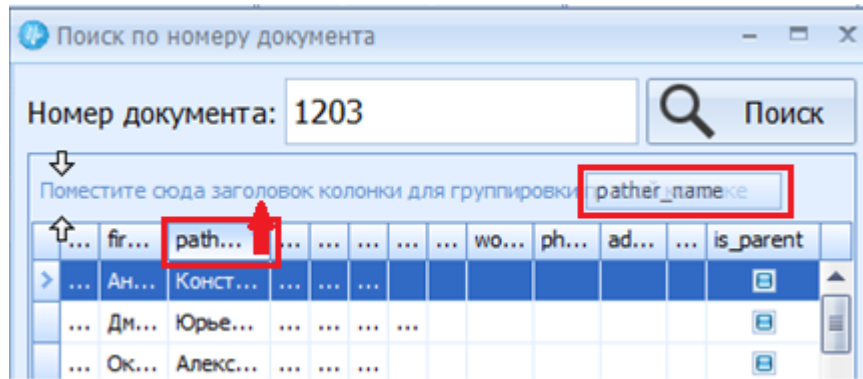 Поиск по номеру документа
Номер документа: 1203 Поиск
Поместите сюда заголовок колонки для группировки pather_name ке
... fir... path... ... ... ... ... ... wo... ph... ad... ... is_parent
... Ан... Конст... ... ... ...
... Дм... Юрье... ... ... ... ...
... Ок... Алекс... ... ... ...